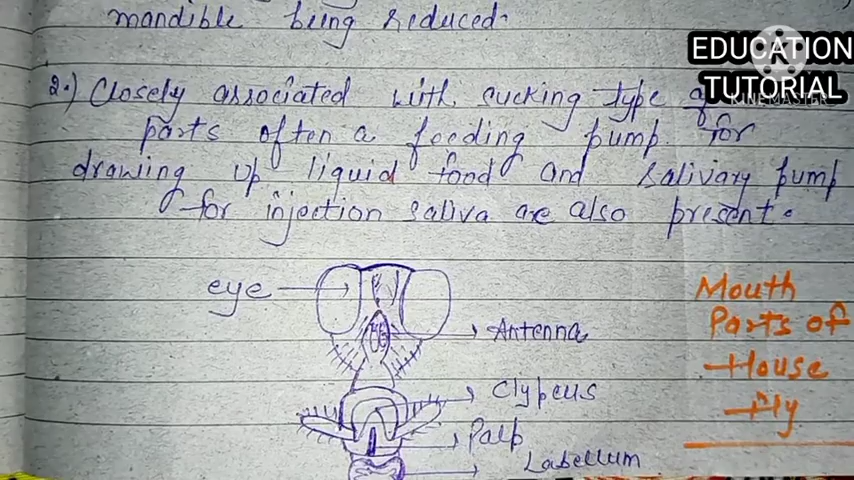 mandible being reduced.
2.) Closely associated with sucking type of
parts often a feeding pump for
drawing up liquid food and salivary pump
for injection saliva are also present.
eye
Antenna
Clypeus
Palp
Labellum
Mouth
Parts of
House
fly
EDUCATION
TUTORIAL
KINEMASTER